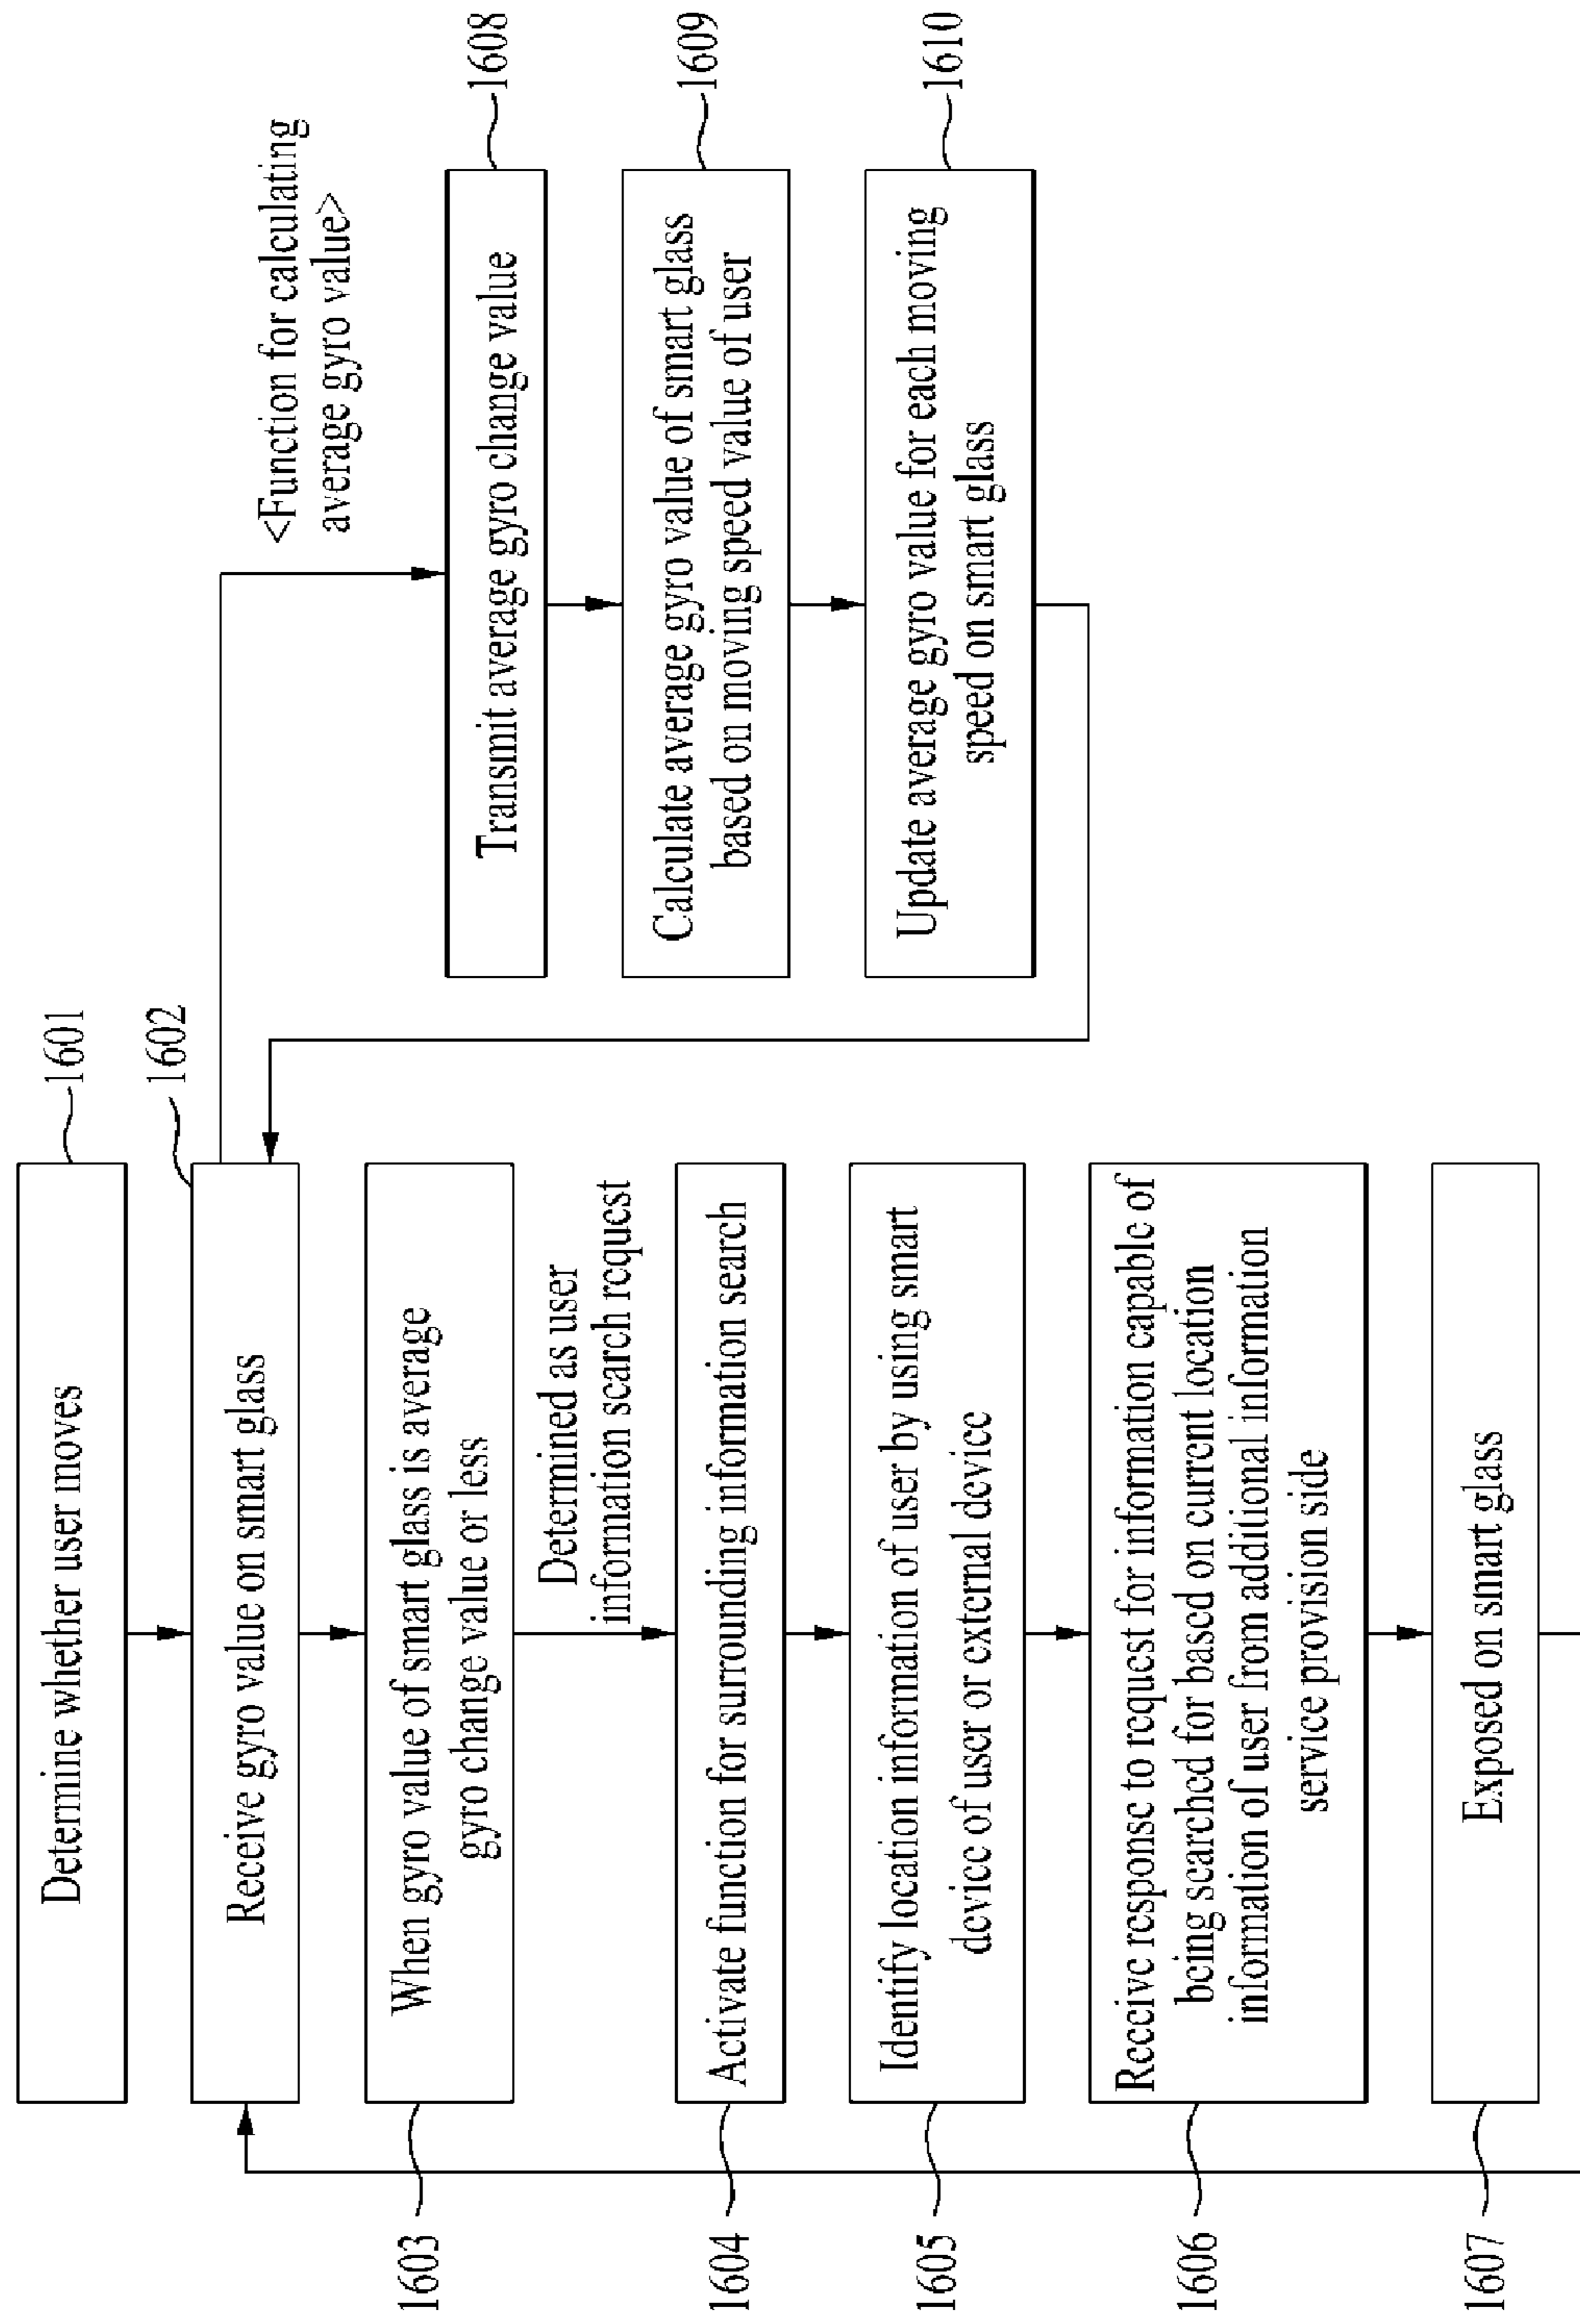 Determine whether user moves
1601
1602
Receive gyro value on smart glass
When gyro value of smart glass is average
gyro change value or less
1603
Determined as user
information search request
Activate function for surrounding information search
1604
Identify location information of user by using smart
device of user or external device
1605
Receive response to request for information capable of
being searched for based on current location
information of user from additional information
service provision side
1606
Exposed on smart glass
1607
<Function for calculating
average gyro value>
Transmit average gyro change value
1608
Calculate average gyro value of smart glass
based on moving speed value of user
1609
Update average gyro value for each moving
speed on smart glass
1610